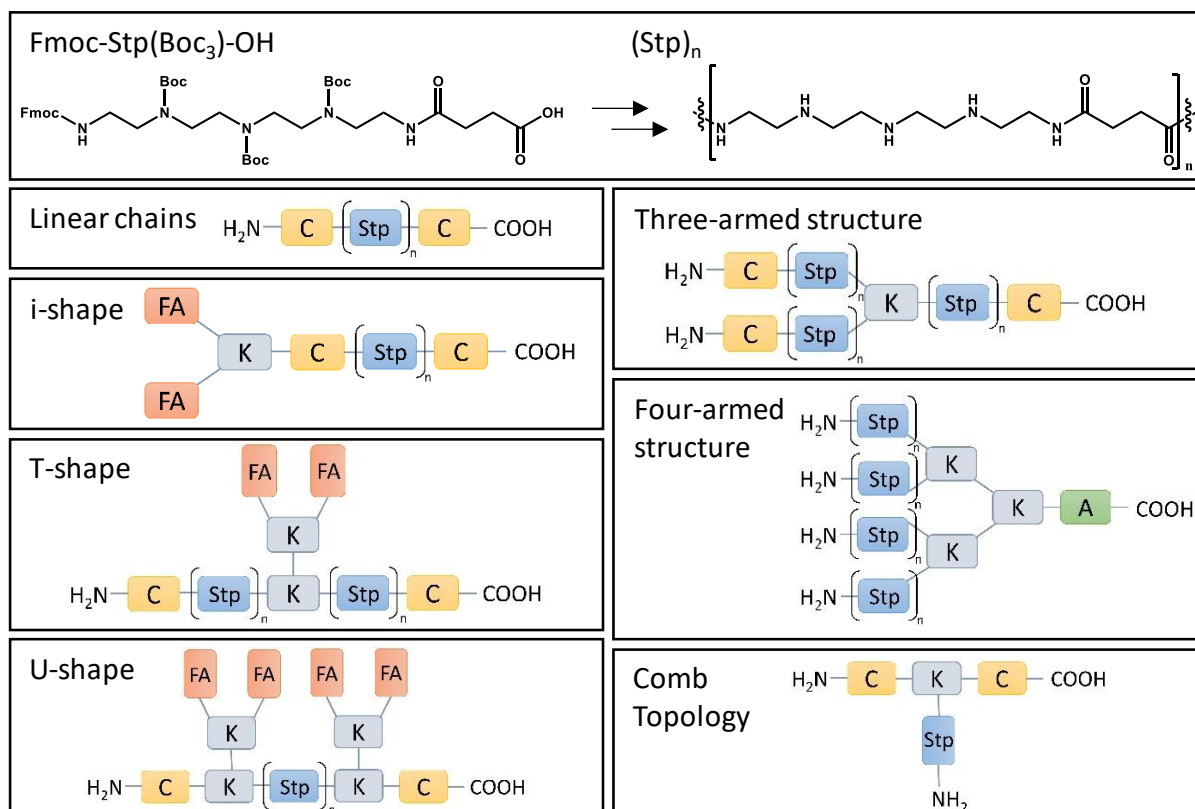 Fmoc-Stp(Boc₃)-OH
Boc Boc
Fmoc N H N N N N H O OH O
Boc
(Stp)ₙ
N H H N N H H N N H O O n
Linear chains
H₂N C Stp n C COOH
i-shape
FA
K C Stp n C COOH
FA
T-shape
FA FA
K
H₂N C Stp n K Stp n C COOH
U-shape
FA FA FA FA
K K
H₂N C K Stp n K C COOH
Three-armed structure
H₂N C Stp n
K Stp n C COOH
H₂N C Stp n
Four-armed
structure
H₂N Stp n
K
H₂N Stp n
K A COOH
H₂N Stp n
K
H₂N Stp n
Comb
Topology
H₂N C K C COOH
Stp
NH₂